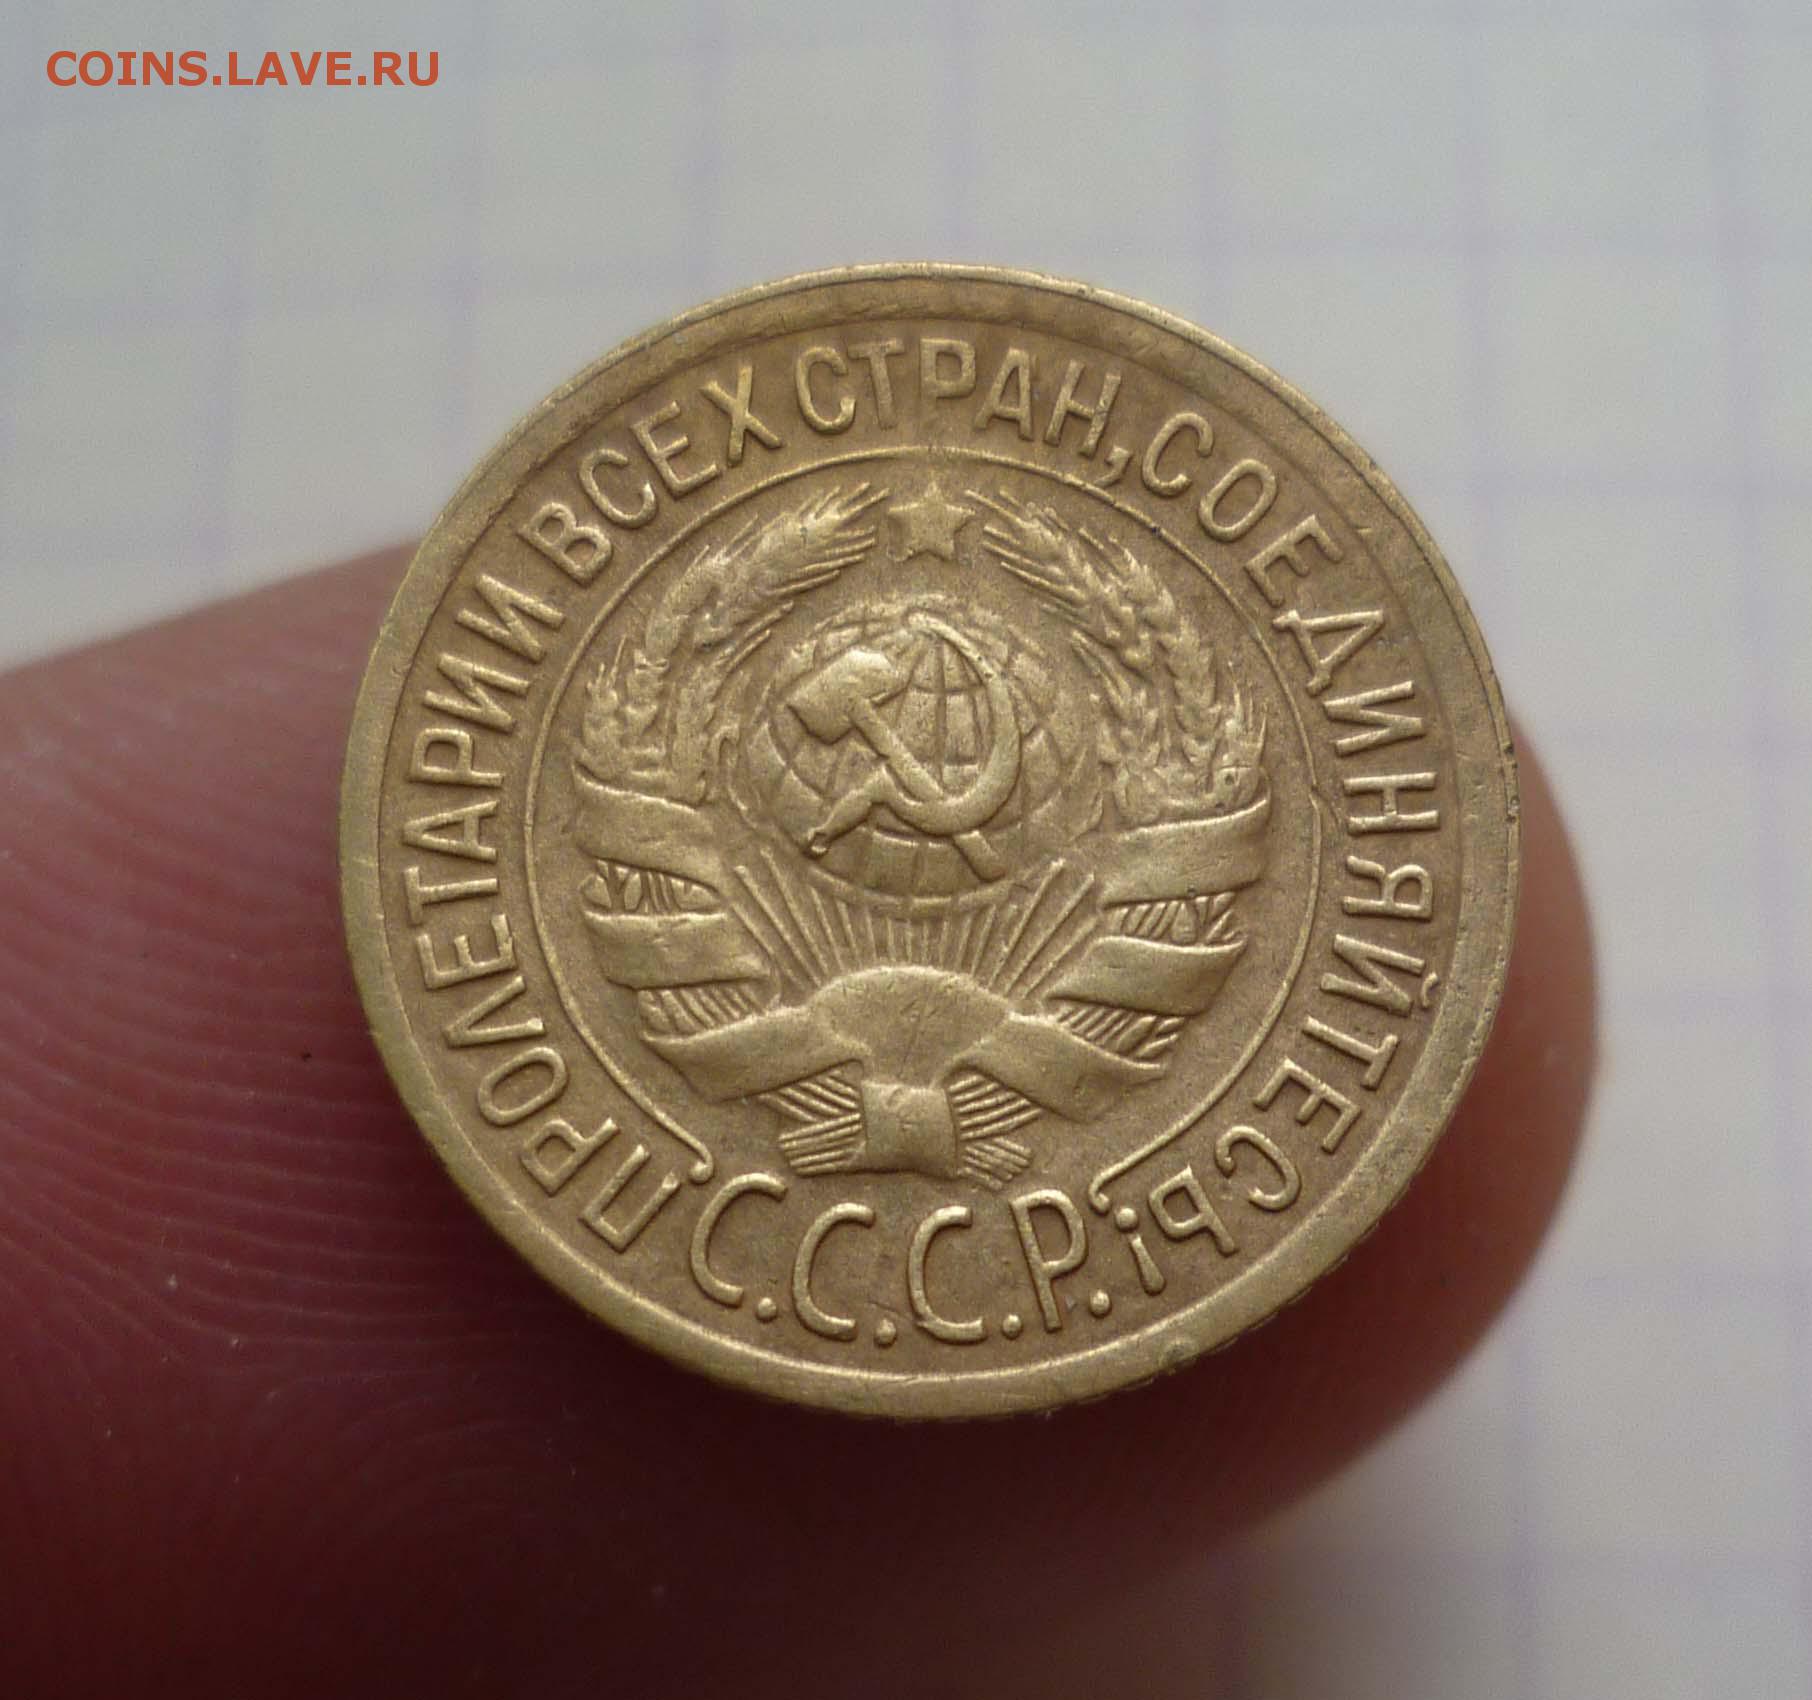 COINS.LAVE.RU
ПРОЛЕТАРИИ ВСЕХ СТРАН, СОЕДИНЯЙТЕСЬ!
С.С.С.Р.